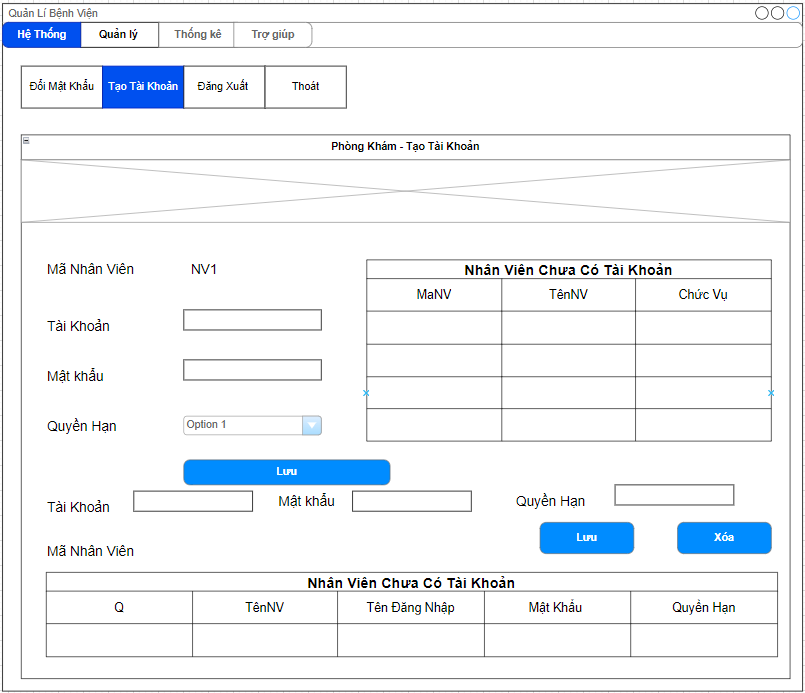 Quản Lí Bệnh Viện
Hệ Thống Quản lý Thống kê Trợ giúp
Đổi Mật Khẩu Tạo Tài Khoản Đăng Xuất Thoát
Phòng Khám - Tạo Tài Khoản
Mã Nhân Viên NV1
Nhân Viên Chưa Có Tài Khoản
MaNV TênNV Chức Vụ
Tài Khoản
Mật khẩu
Quyền Hạn Option 1
Lưu
Tài Khoản Mật khẩu Quyền Hạn
Lưu Xóa
Mã Nhân Viên
Nhân Viên Chưa Có Tài Khoản
Q TênNV Tên Đăng Nhập Mật Khẩu Quyền Hạn